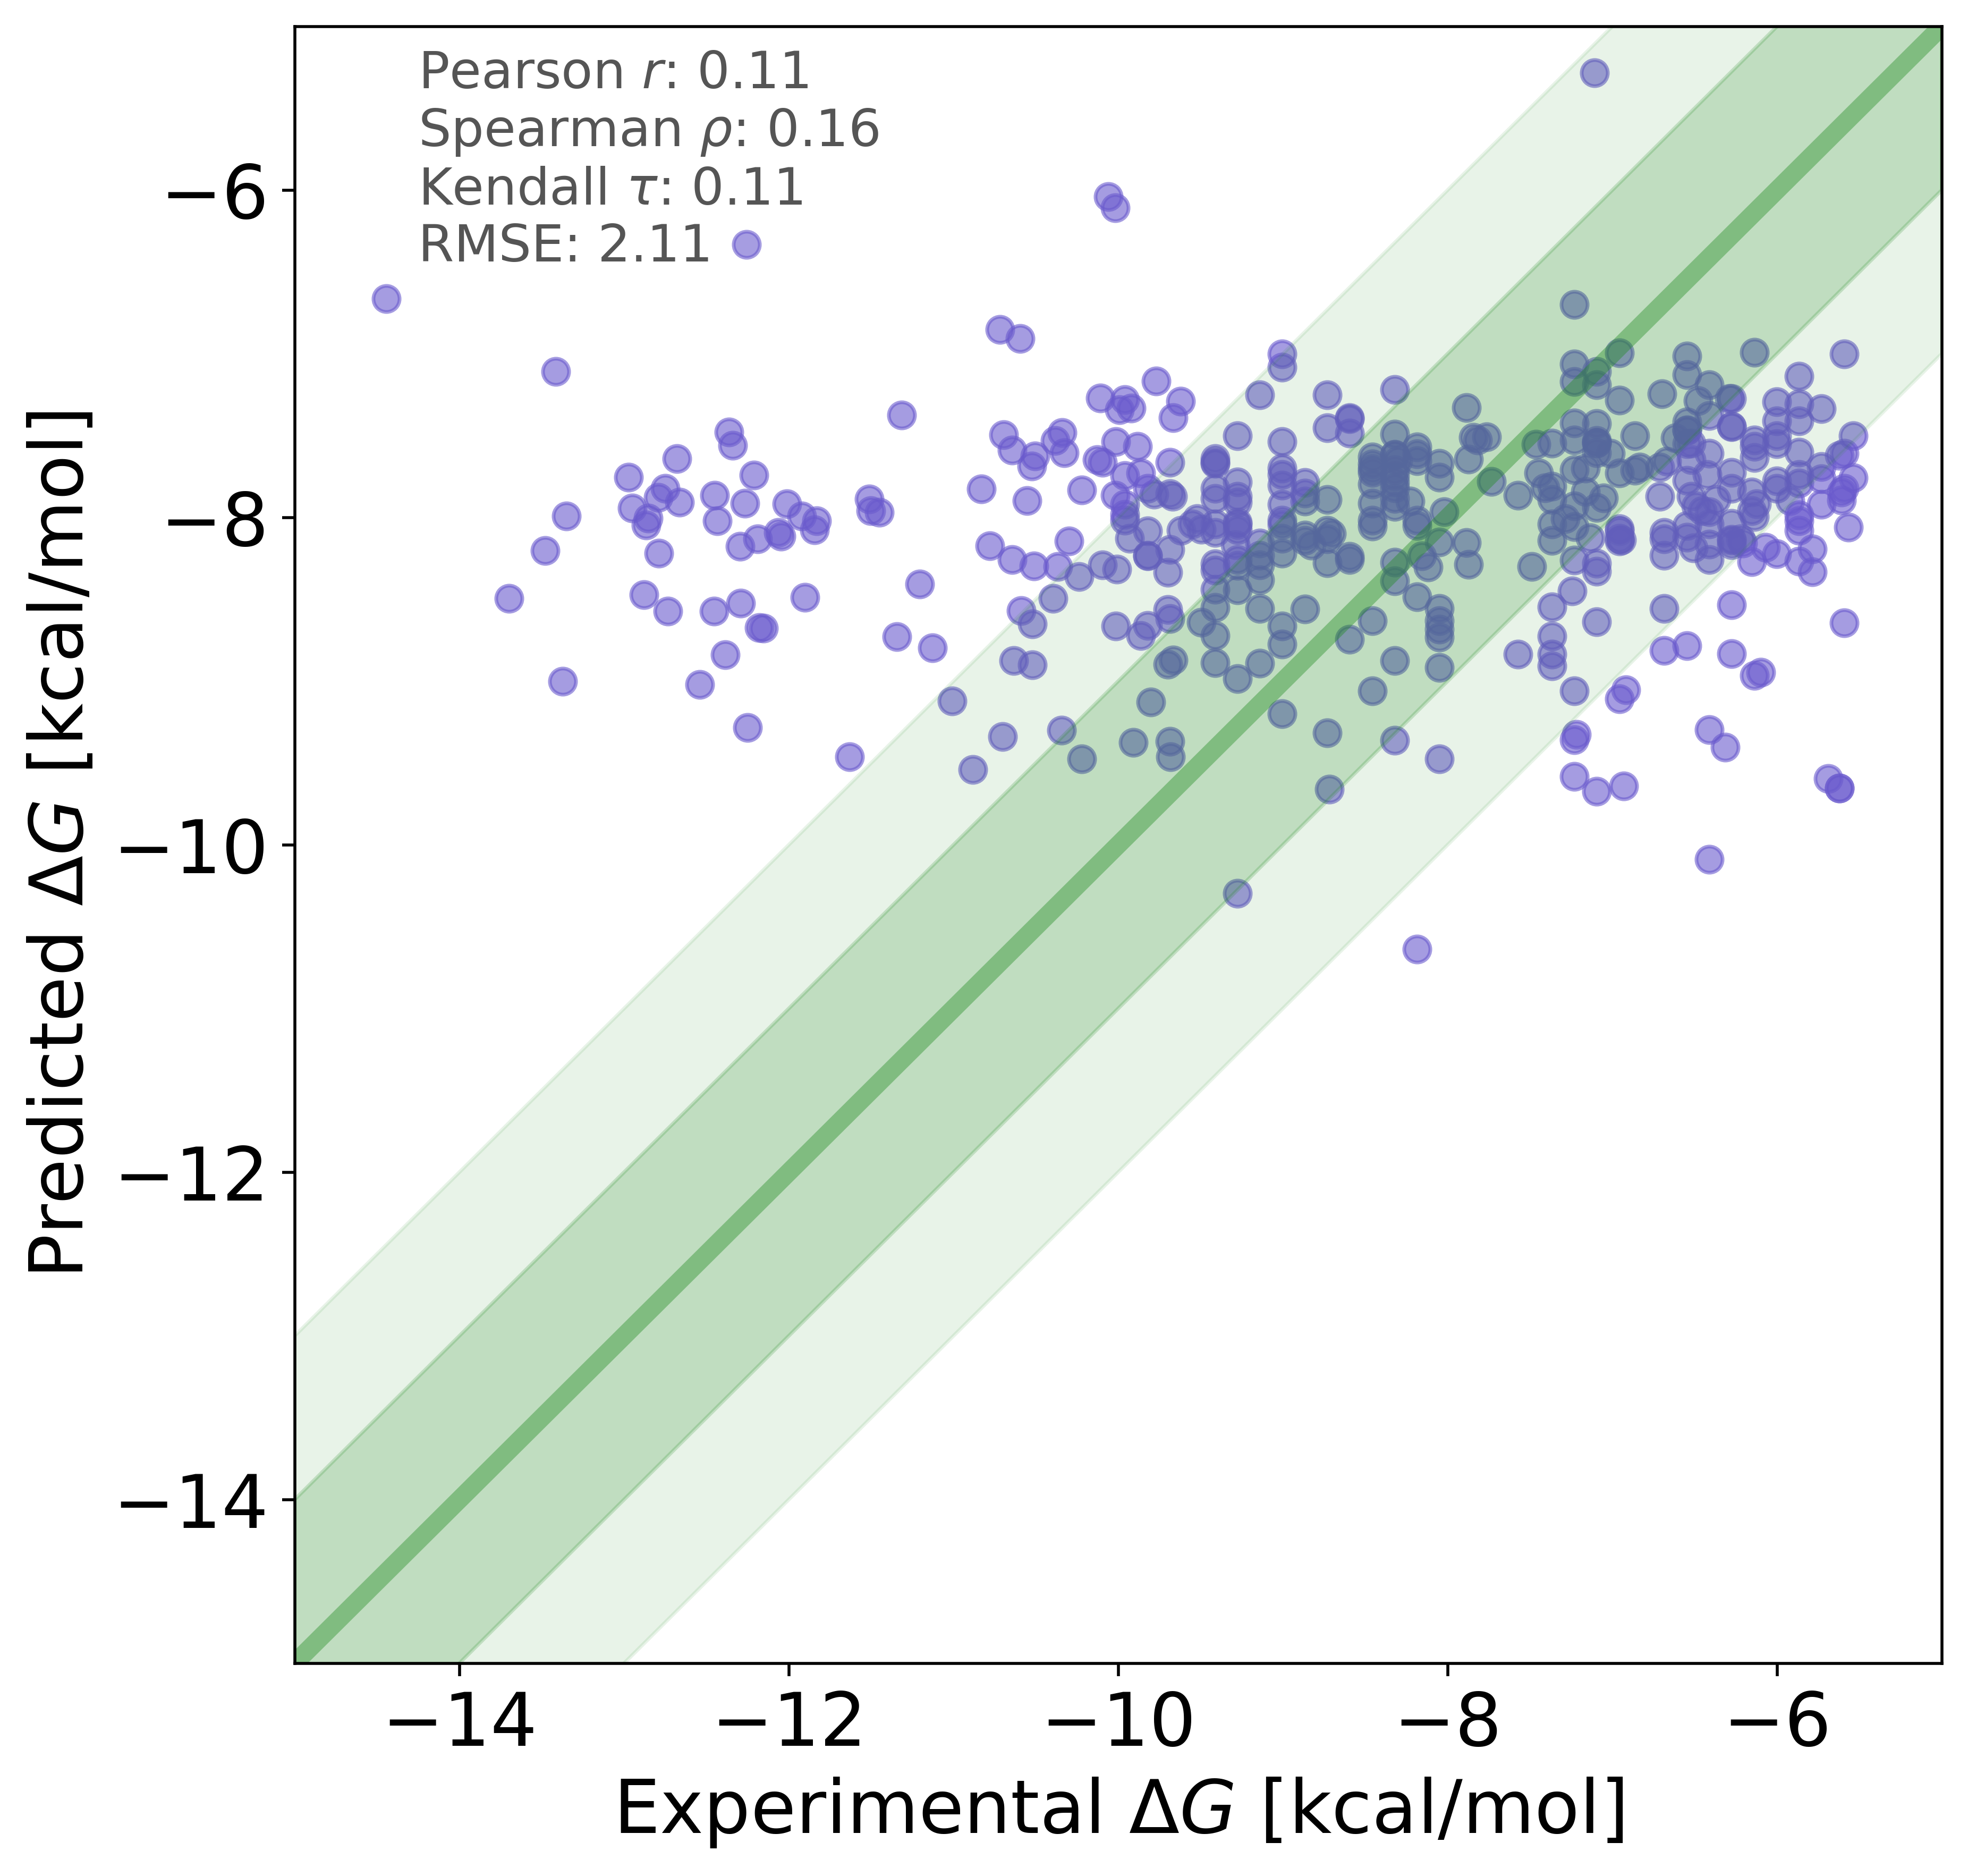 Pearson r: 0.11
Spearman ρ: 0.16
Kendall τ: 0.11
RMSE: 2.11
Predicted ΔG [kcal/mol]
−6
−8
−10
−12
−14
−14 −12 −10 −8 −6
Experimental ΔG [kcal/mol]